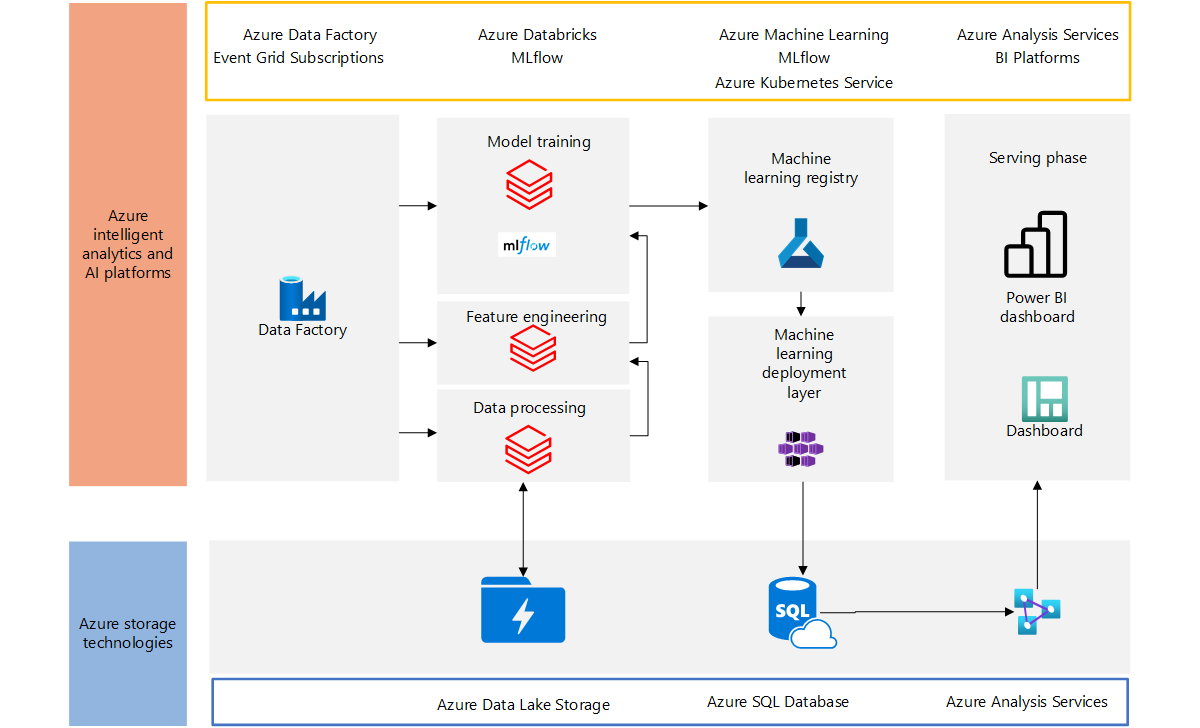 Azure Data Factory
Event Grid Subscriptions
Azure Databricks
MLflow
Azure Machine Learning
MLflow
Azure Kubernetes Service
Azure Analysis Services
BI Platforms
Azure
intelligent
analytics and
AI platforms
Data Factory
Model training
mlflow
Feature engineering
Data processing
Machine
learning registry
Machine
learning
deployment
layer
Serving phase
Power BI
dashboard
Dashboard
Azure storage
technologies
SQL
Azure Data Lake Storage
Azure SQL Database
Azure Analysis Services